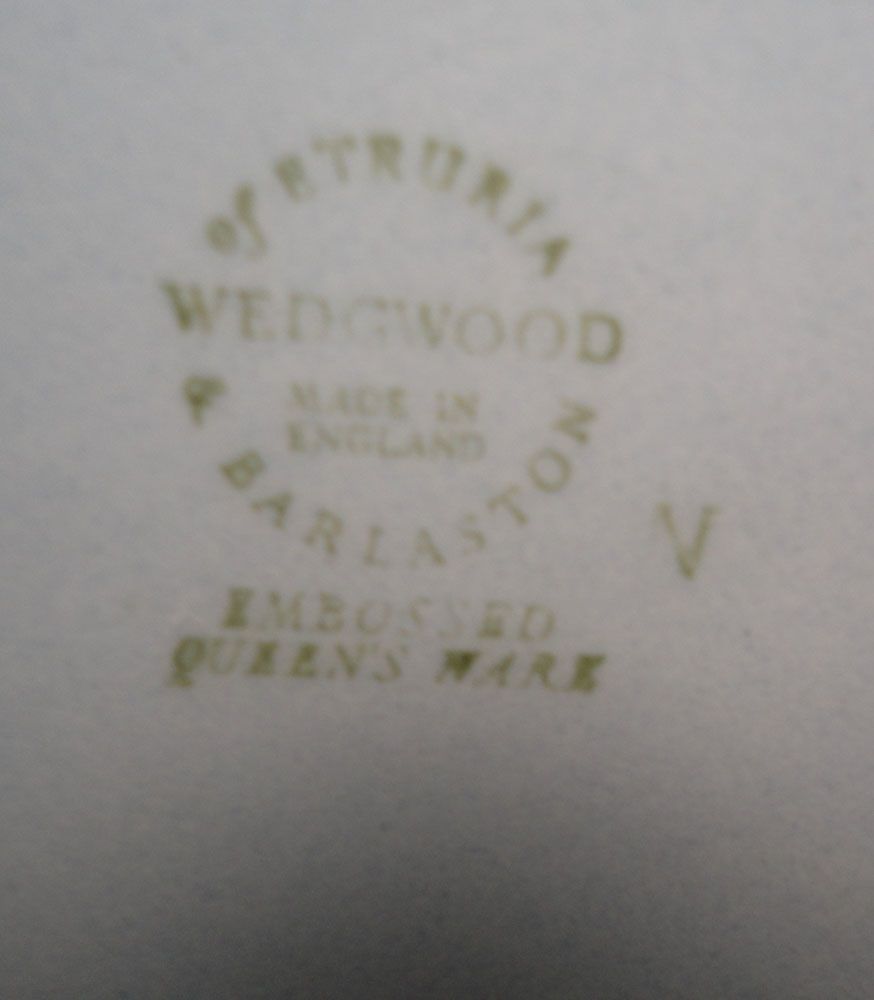 of ETRURIA
WEDGWOOD
MADE IN
ENGLAND
& BARLASTON
V
EMBOSSED
QUEEN'S WARE